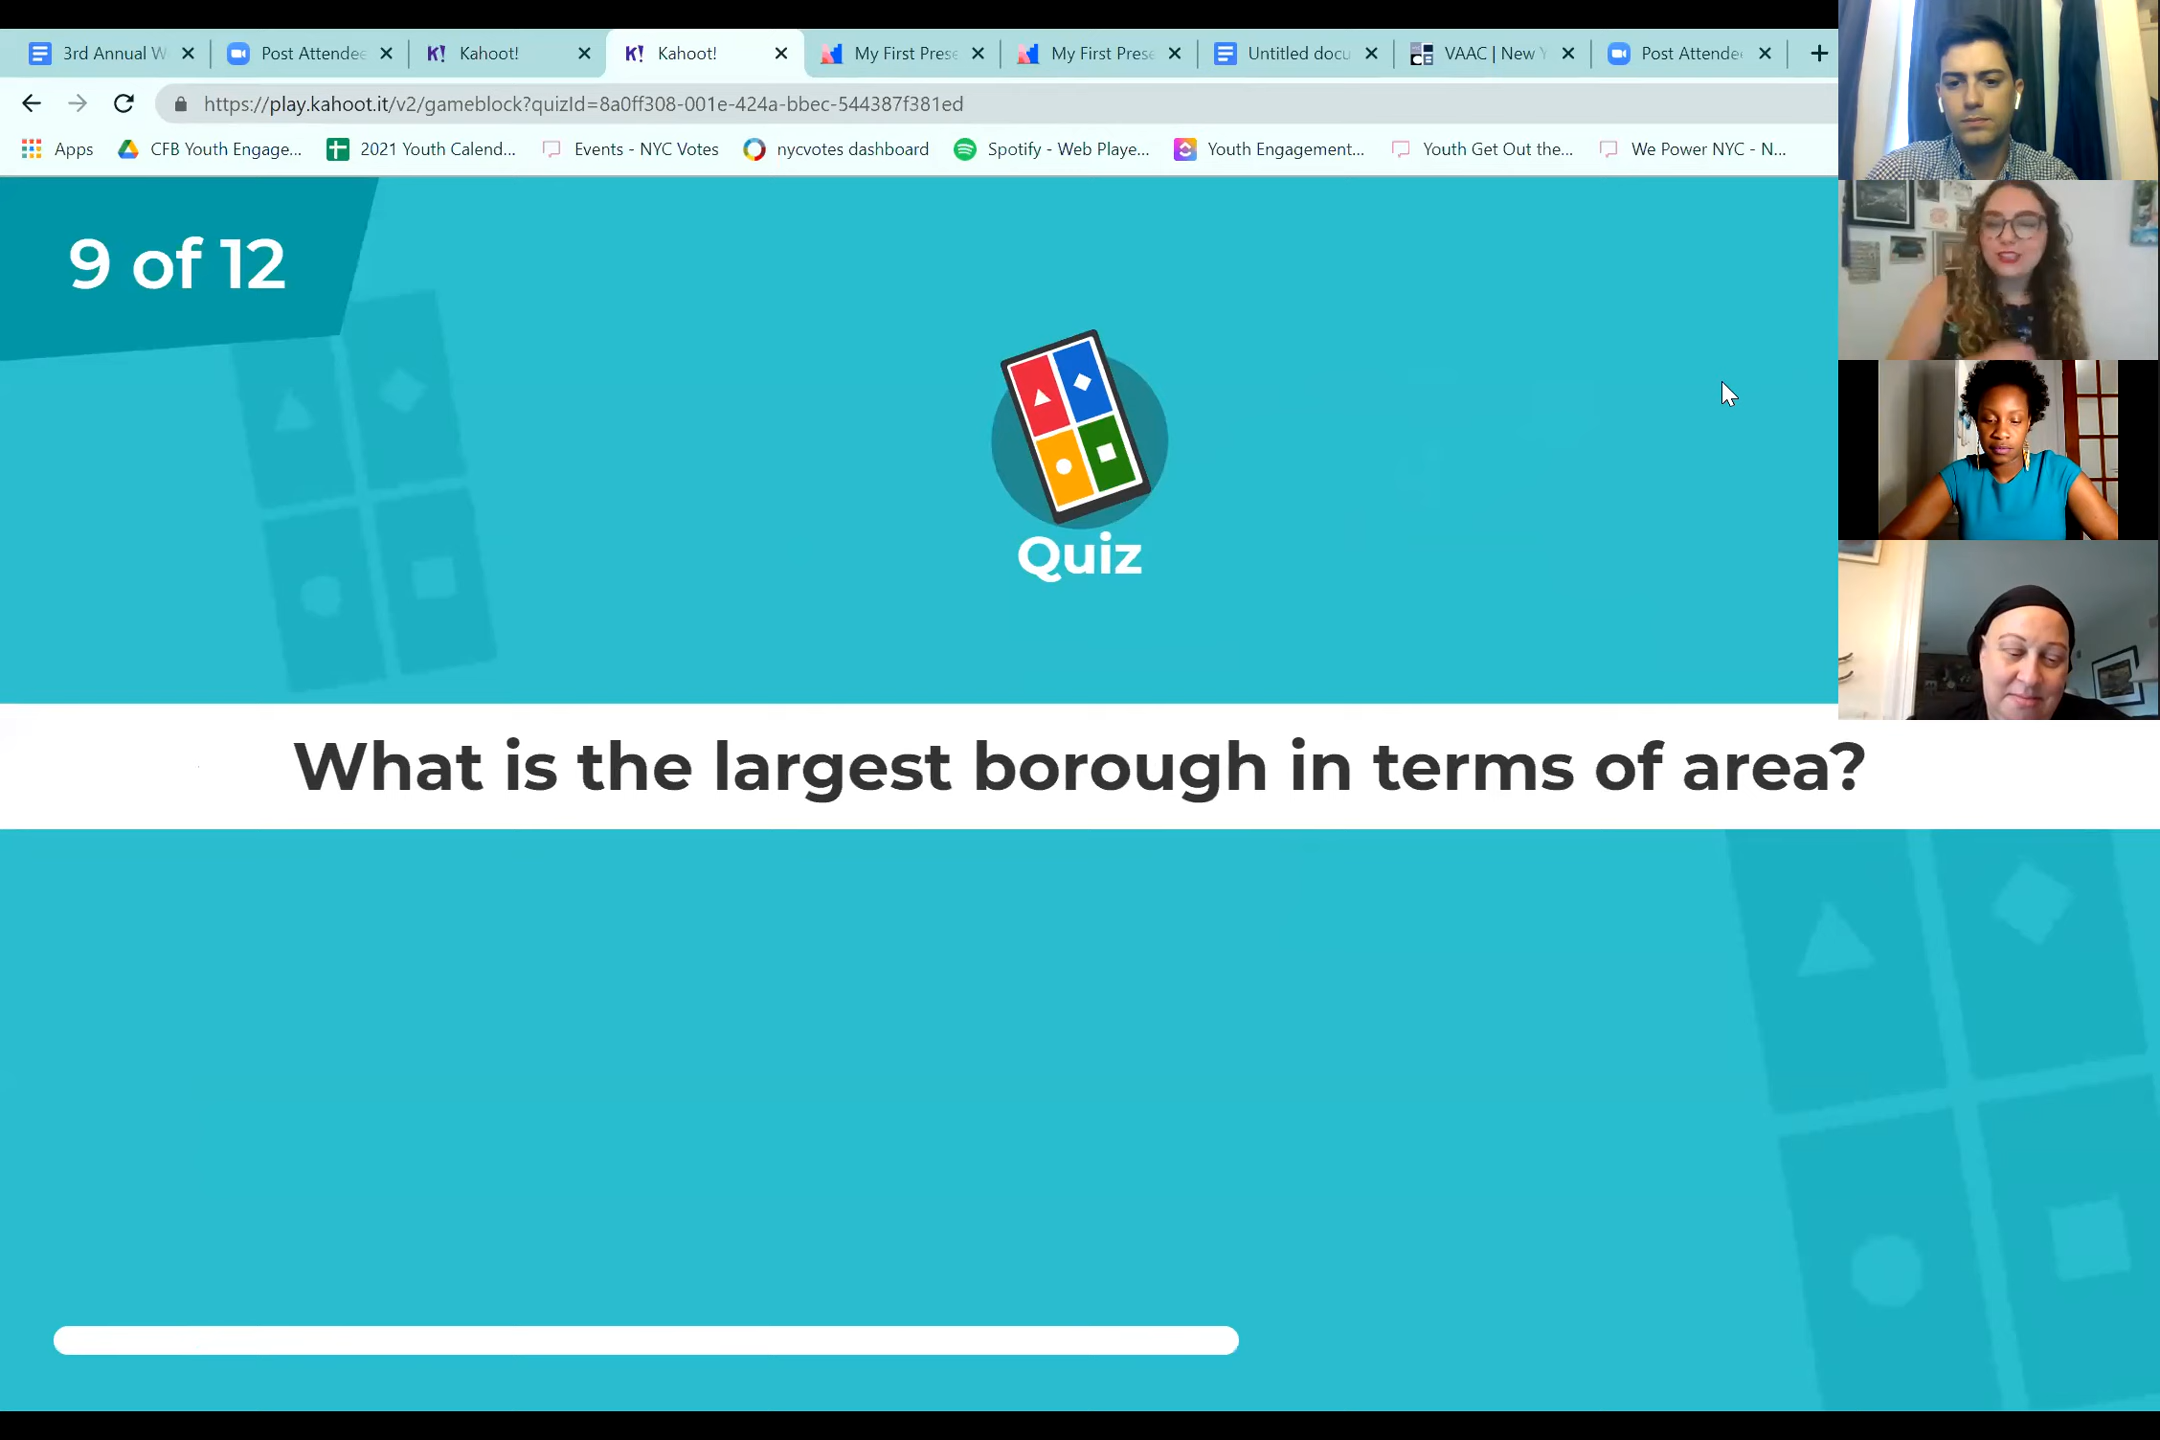 3rd Annual W
Post Attende
Kahoot!
Kahoot!
My First Prese
My First Prese
Untitled docu
VAAC | New Y
Post Attende
https://play.kahoot.it/v2/gameblock?quizId=8a0ff308-001e-424a-bbec-544387f381ed
Apps
CFB Youth Engage...
2021 Youth Calend...
Events - NYC Votes
nycvotes dashboard
Spotify - Web Playe...
Youth Engagement...
Youth Get Out the...
We Power NYC - N...
9 of 12
Quiz
What is the largest borough in terms of area?